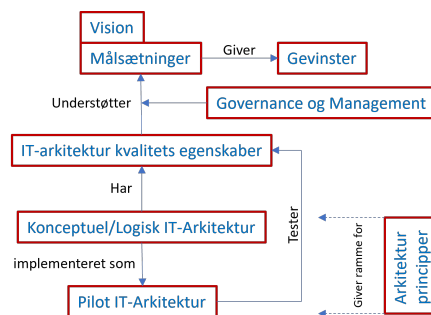 Vision
Målsætninger
Giver
Gevinster
Understøtter
Governance og Management
IT-arkitektur kvalitets egenskaber
Har
Tester
Konceptuel/Logisk IT-Arkitektur
implementeret som
Giver ramme for
Arkitektur
principper
Pilot IT-Arkitektur